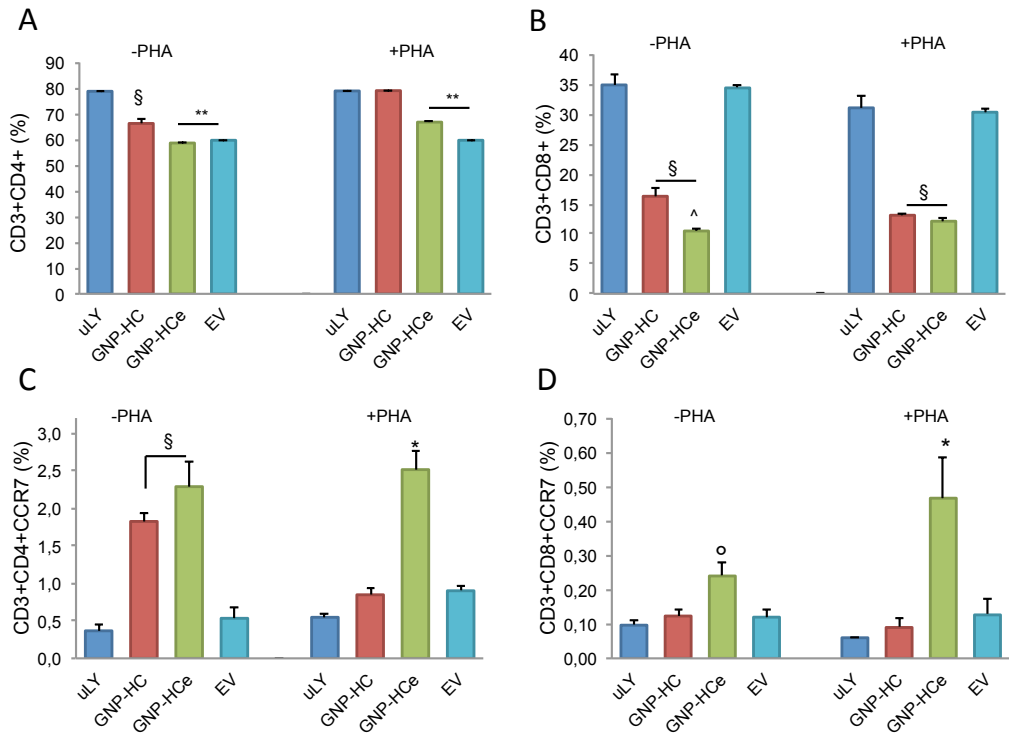 A
-PHA
+PHA
CD3+CD4+ (%)
90
80
70
60
50
40
30
20
10
0
§
**
**
uLY
GNP-HC
GNP-HCe
EV
uLY
GNP-HC
GNP-HCe
EV
B
-PHA
+PHA
CD3+CD8+ (%)
40
35
30
25
20
15
10
5
0
§
^
§
uLY
GNP-HC
GNP-HCe
EV
uLY
GNP-HC
GNP-HCe
EV
C
-PHA
+PHA
CD3+CD4+CCR7 (%)
3,0
2,5
2,0
1,5
1,0
0,5
0,0
§
*
uLY
GNP-HC
GNP-HCe
EV
uLY
GNP-HC
GNP-HCe
EV
D
-PHA
+PHA
CD3+CD8+CCR7 (%)
0,70
0,60
0,50
0,40
0,30
0,20
0,10
0,00
o
*
uLY
GNP-HC
GNP-HCe
EV
uLY
GNP-HC
GNP-HCe
EV